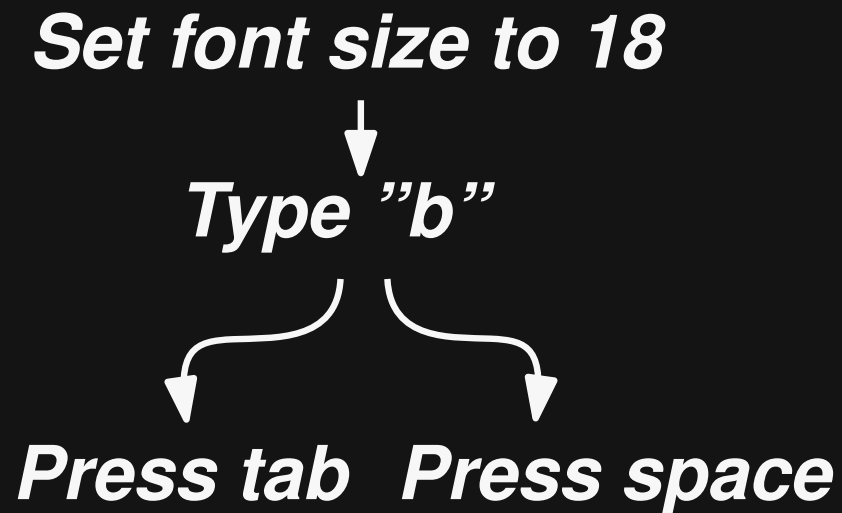 Set font size to 18
Type ”b”
Press tab
Press space